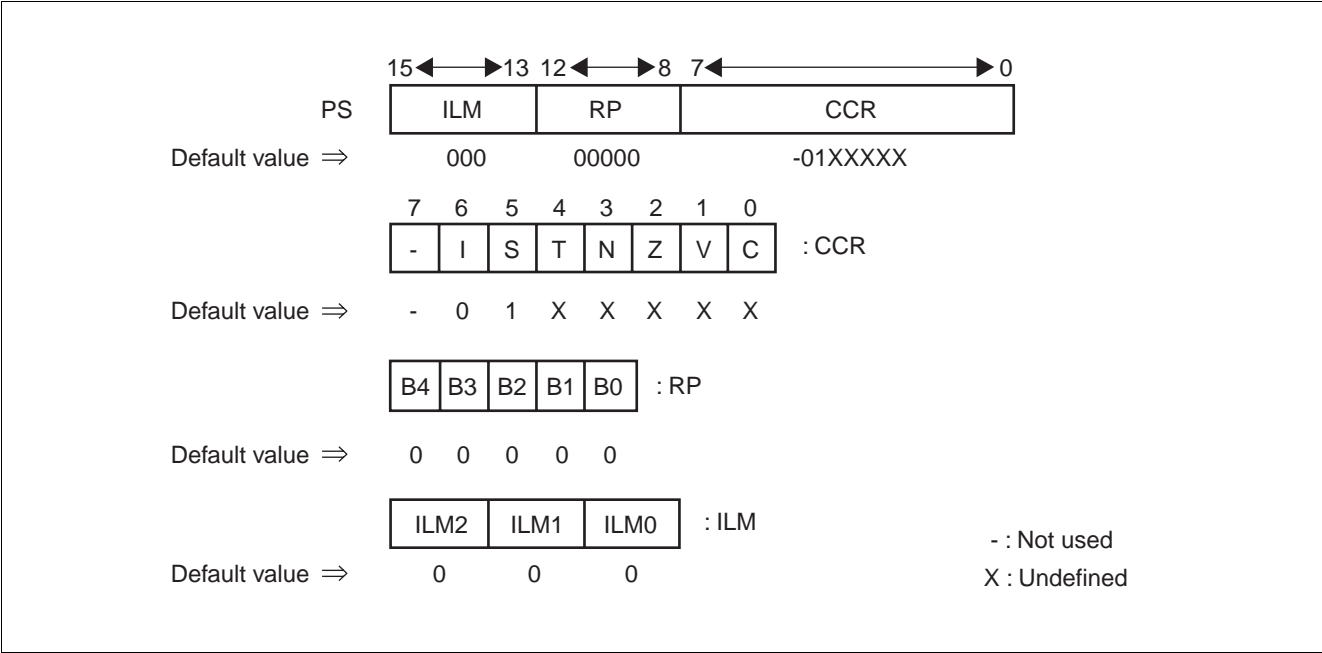 15 13 12 8 7 0
PS ILM RP CCR
Default value ⇒ 000 00000 -01XXXXX
7 6 5 4 3 2 1 0
- I S T N Z V C : CCR
Default value ⇒ - 0 1 X X X X X
B4 B3 B2 B1 B0 : RP
Default value ⇒ 0 0 0 0 0
ILM2 ILM1 ILM0 : ILM
- : Not used
Default value ⇒ 0 0 0
X : Undefined